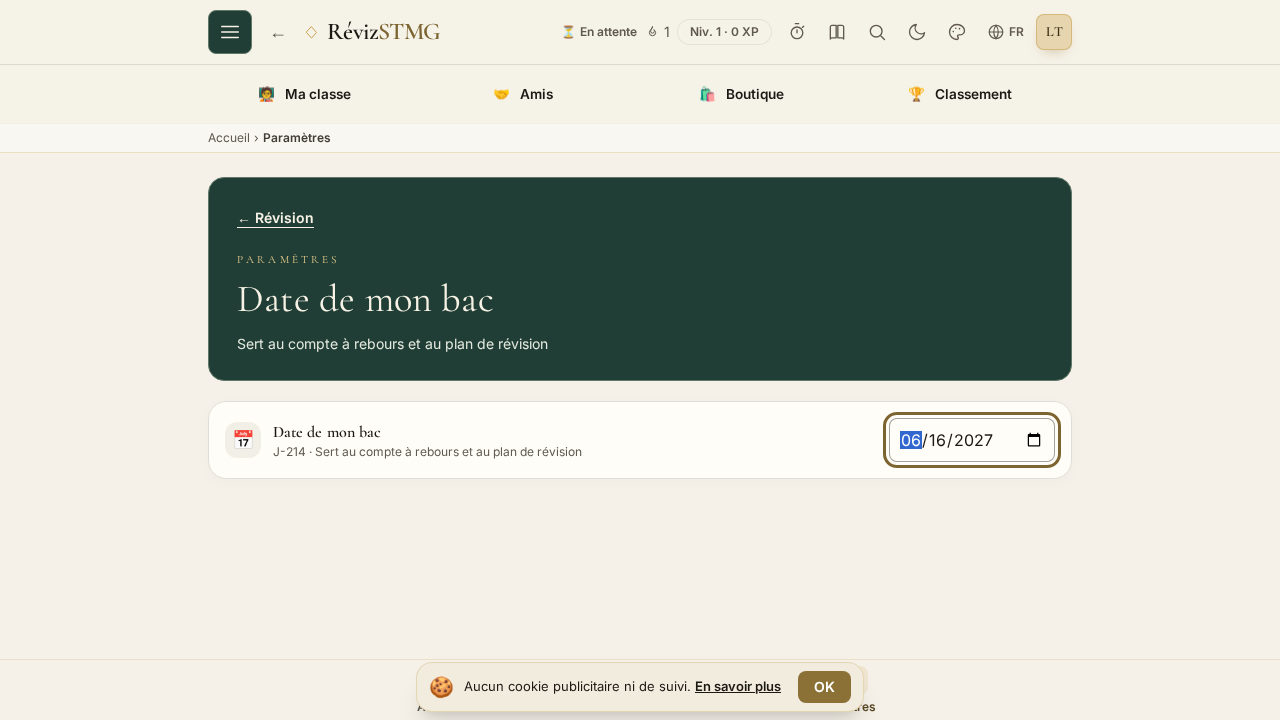 ← RévizSTMG ⏳ En attente 1 Niv. 1 · 0 XP FR LT
Ma classe Amis Boutique Classement
Accueil › Paramètres
← Révision
PARAMÈTRES
Date de mon bac
Sert au compte à rebours et au plan de révision
Date de mon bac
J-214 · Sert au compte à rebours et au plan de révision
06/16/2027
Aucun cookie publicitaire ni de suivi. En savoir plus OK